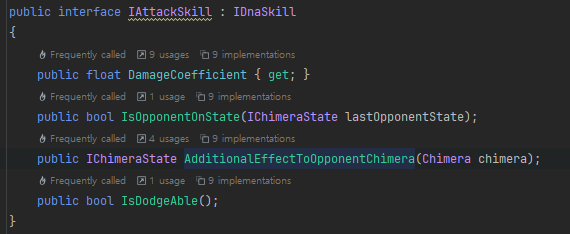 public interface IAttackSkill : IDnaSkill
{
Frequently called 9 usages 9 implementations
public float DamageCoefficient { get; }
Frequently called 1 usage 9 implementations
public bool IsOpponentOnState(IChimeraState lastOpponentState);
Frequently called 4 usages 9 implementations
public IChimeraState AdditionalEffectToOpponentChimera(Chimera chimera);
Frequently called 1 usage 9 implementations
public bool IsDodgeAble();
}